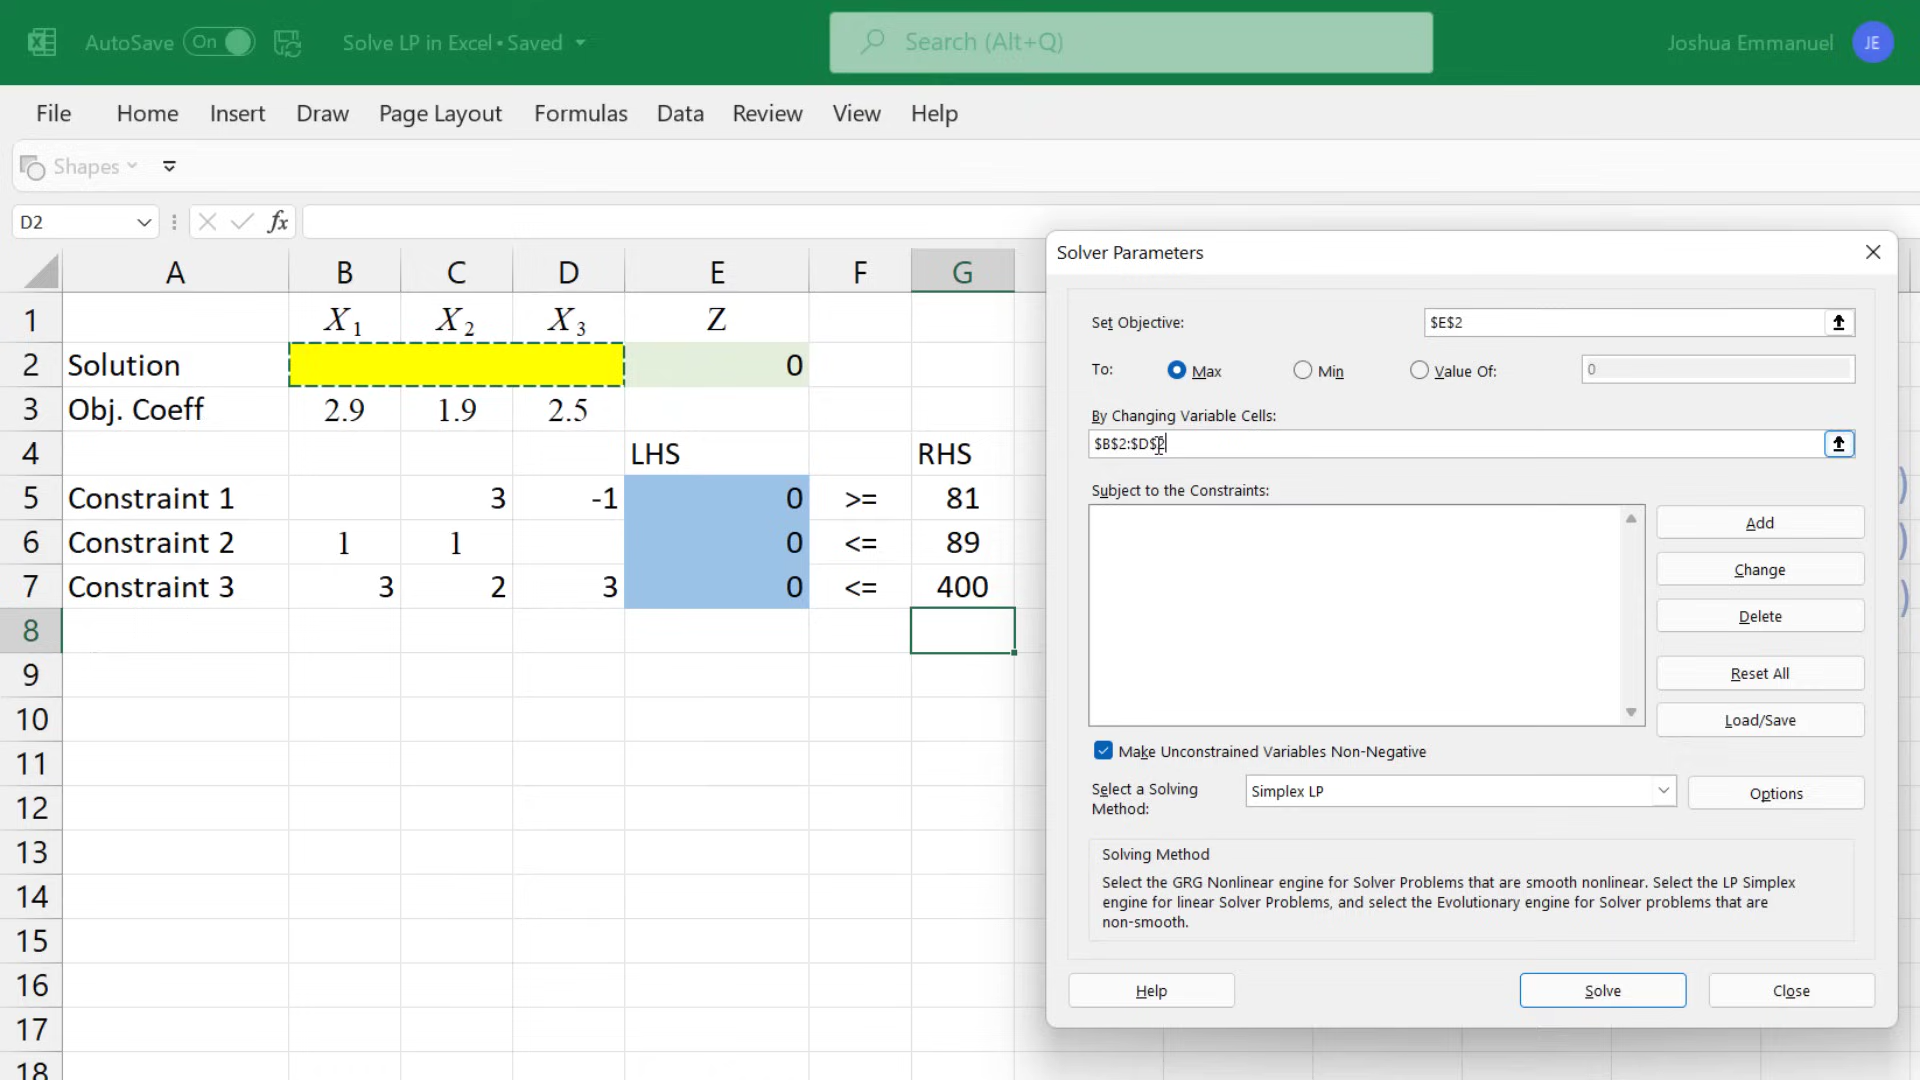 AutoSave On Solve LP in Excel • Saved Search (Alt+Q) Joshua Emmanuel JE
File Home Insert Draw Page Layout Formulas Data Review View Help
Shapes
D2 fx
A B C D E F G
1 X1 X2 X3 Z
2 Solution 0
3 Obj. Coeff 2.9 1.9 2.5
4 LHS RHS
5 Constraint 1 3 -1 0 >= 81
6 Constraint 2 1 1 0 <= 89
7 Constraint 3 3 2 3 0 <= 400
8
9
10
11
12
13
14
15
16
17
18
Solver Parameters
Set Objective: $E$2
To: Max Min Value Of: 0
By Changing Variable Cells:
$B$2:$D$2
Subject to the Constraints:
Add
Change
Delete
Reset All
Load/Save
Make Unconstrained Variables Non-Negative
Select a Solving Method: Simplex LP Options
Solving Method
Select the GRG Nonlinear engine for Solver Problems that are smooth nonlinear. Select the LP Simplex
engine for linear Solver Problems, and select the Evolutionary engine for Solver problems that are
non-smooth.
Help Solve Close